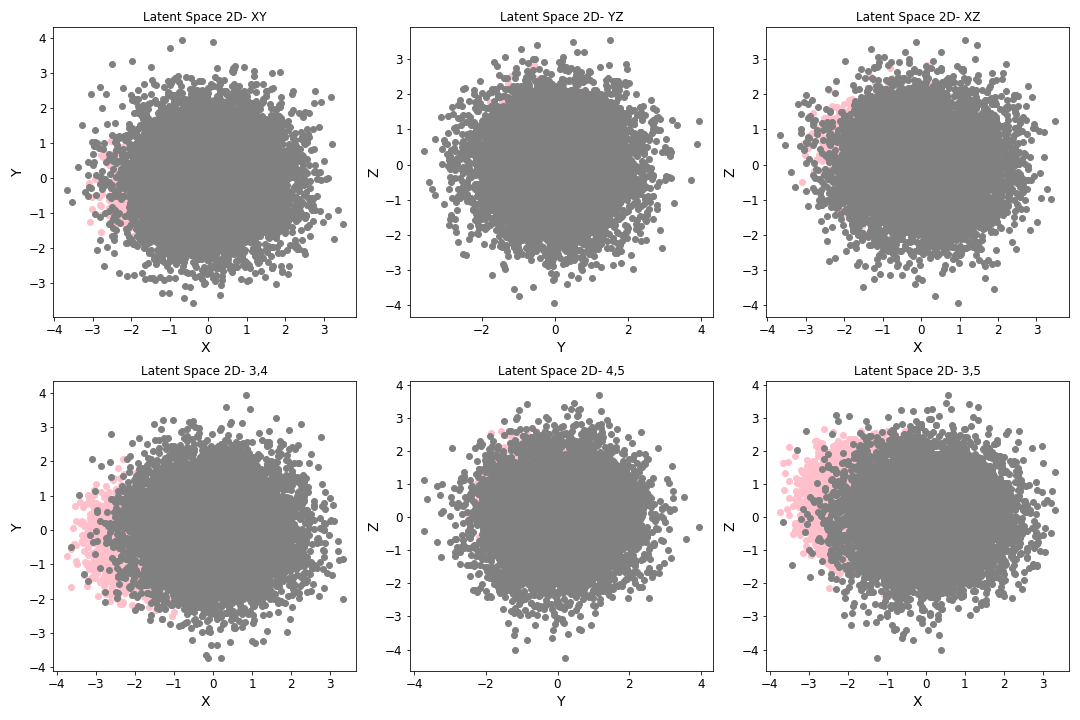 Latent Space 2D- XY
Latent Space 2D- YZ
Latent Space 2D- XZ
4
3
2
1
0
−1
−2
−3
Y
−4 −3 −2 −1 0 1 2 3
X
3
2
1
0
−1
−2
−3
−4
Z
−2 0 2 4
Y
3
2
1
0
−1
−2
−3
−4
Z
−4 −3 −2 −1 0 1 2 3
X
Latent Space 2D- 3,4
Latent Space 2D- 4,5
Latent Space 2D- 3,5
4
3
2
1
0
−1
−2
−3
−4
Y
−4 −3 −2 −1 0 1 2 3
X
4
3
2
1
0
−1
−2
−3
−4
Z
−4 −2 0 2 4
Y
4
3
2
1
0
−1
−2
−3
−4
Z
−4 −3 −2 −1 0 1 2 3
X